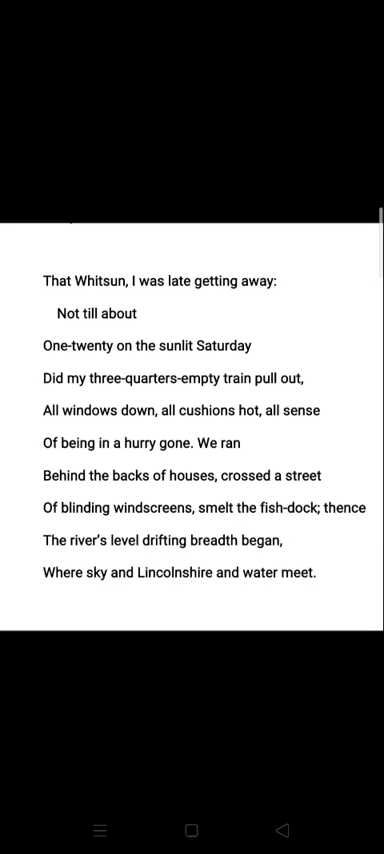 That Whitsun, I was late getting away:
Not till about
One-twenty on the sunlit Saturday
Did my three-quarters-empty train pull out,
All windows down, all cushions hot, all sense
Of being in a hurry gone. We ran
Behind the backs of houses, crossed a street
Of blinding windscreens, smelt the fish-dock; thence
The river's level drifting breadth began,
Where sky and Lincolnshire and water meet.